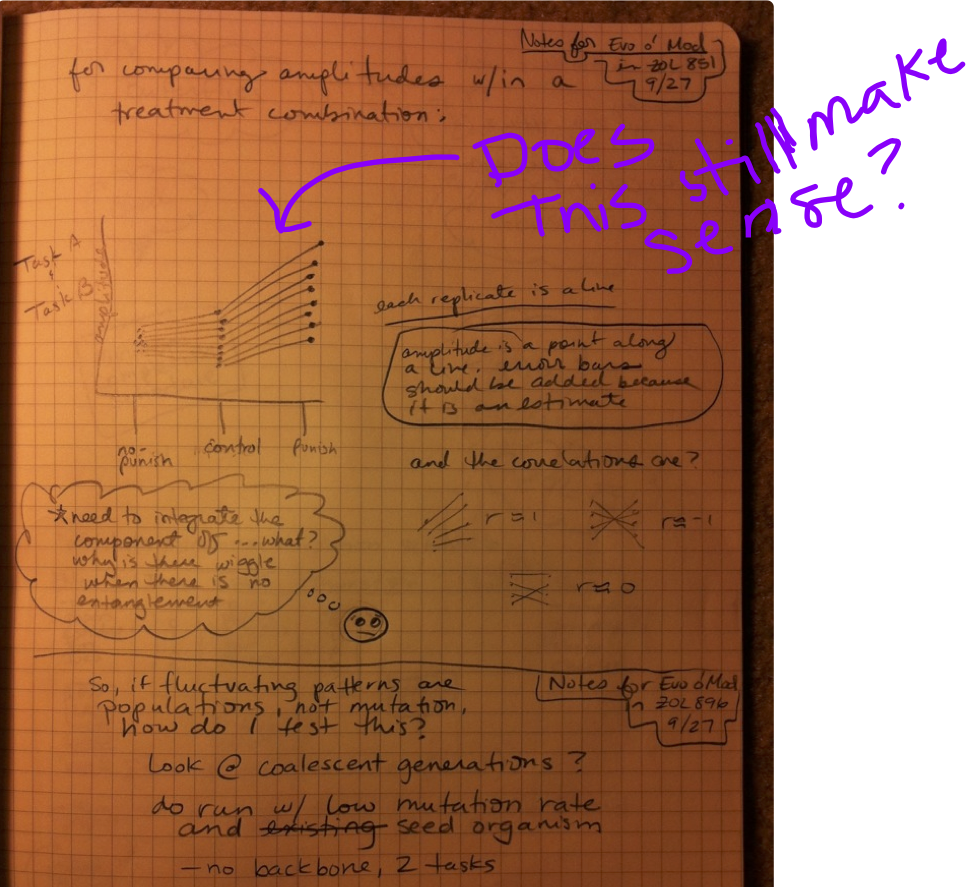 Notes for Evo o' Mod
in ZOL 851
9/27
for comparing amplitudes w/in a
treatment combination:
Does
This still make
sense?
Task A
&
Task B
amplitude
each replicate is a line
amplitude is a point along
a line. error bars
should be added because
it is an estimate
no-
punish
control
Punish
and the correlations are?
r = 1
r ≈ -1
r ≈ 0
*need to integrate the
component of ... what?
why is there wiggle
when there is no
entanglement
So, if fluctuating patterns are
populations, not mutation,
how do I test this?
Notes for Evo o' Mod
in ZOL 896
9/27
Look @ coalescent generations?
do run w/ low mutation rate
and existing seed organism
– no backbone, 2 tasks